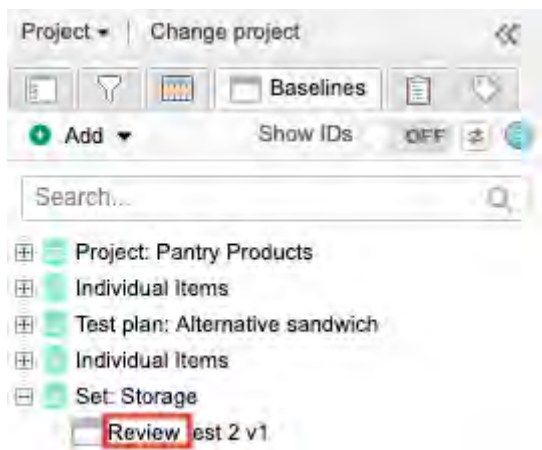 Project Change project
Baselines
Add Show IDs OFF
Search...
Project: Pantry Products
Individual Items
Test plan: Alternative sandwich
Individual Items
Set: Storage
Review est 2 v1